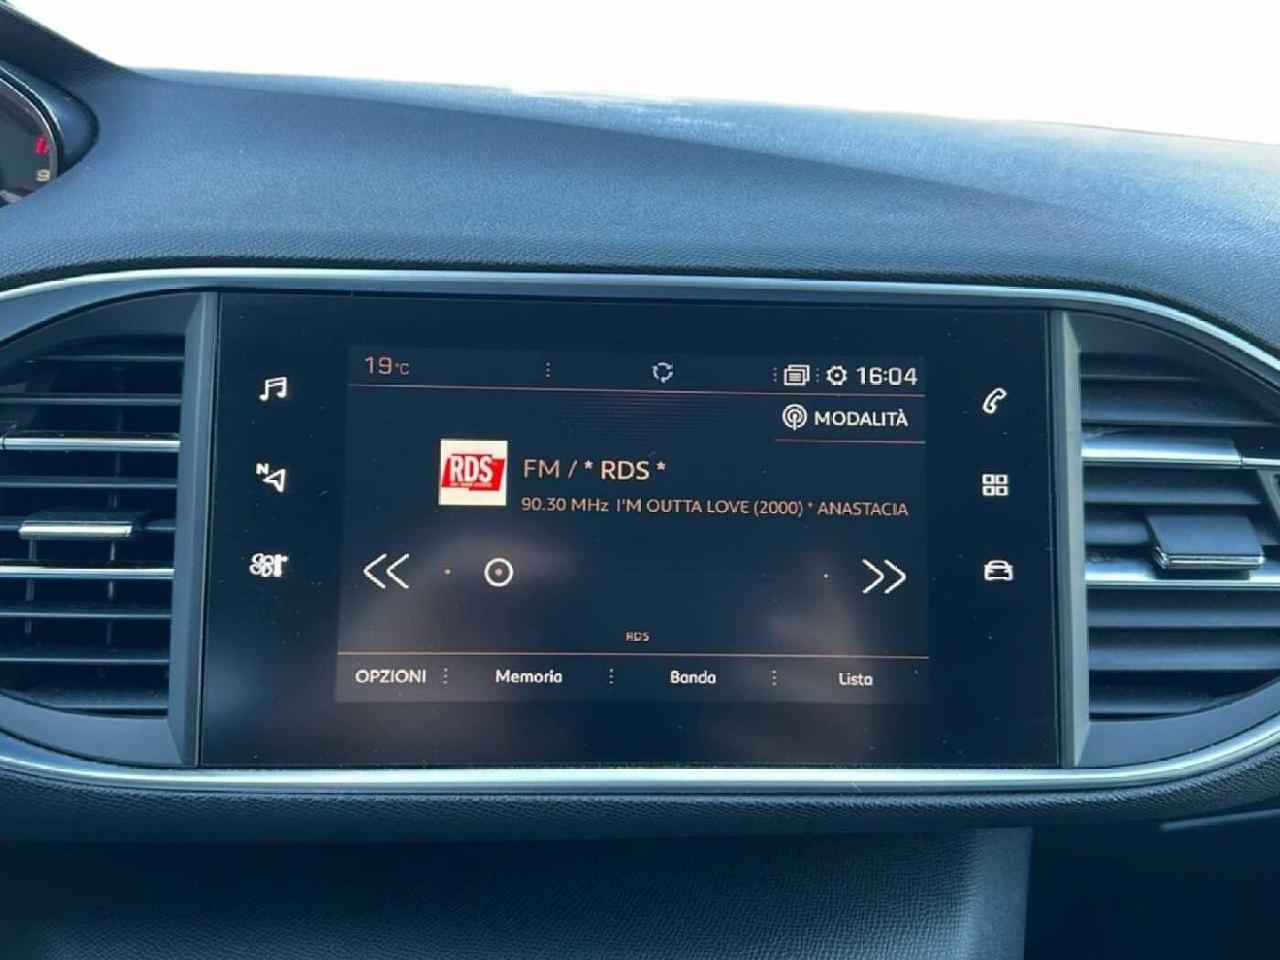 19°C
16:04
MODALITÀ
RDS
FM / * RDS *
90.30 MHz I'M OUTTA LOVE (2000) * ANASTACIA
N
RDS
OPZIONI
Memoria
Banda
Lista
9